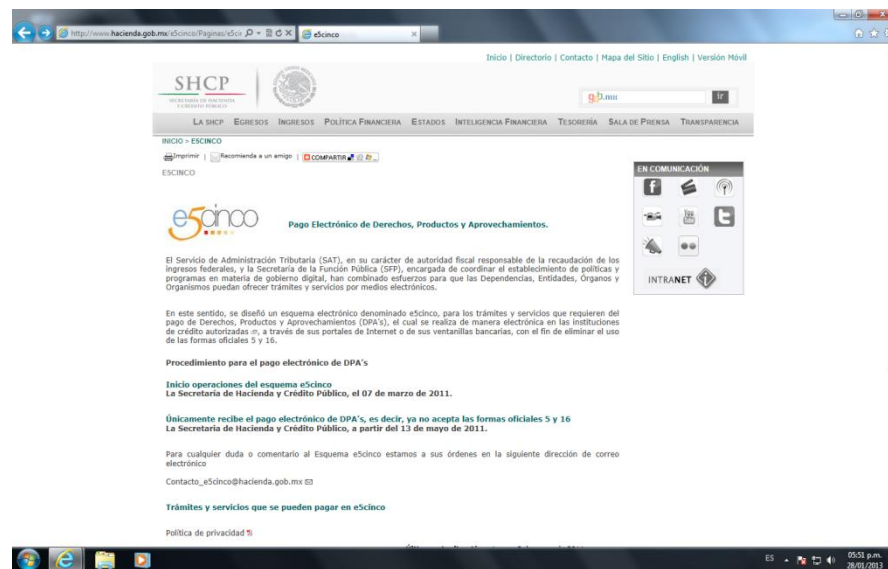 http://www.hacienda.gob.mx/e5cinco/Paginas/e5cir
e5cinco
Inicio | Directorio | Contacto | Mapa del Sitio | English | Versión Móvil
SHCP
SECRETARÍA DE HACIENDA
Y CRÉDITO PÚBLICO
gob.mx
ir
LA SHCP EGRESOS INGRESOS POLÍTICA FINANCIERA ESTADOS INTELIGENCIA FINANCIERA TESORERÍA SALA DE PRENSA TRANSPARENCIA
INICIO > E5CINCO
Imprimir | Recomienda a un amigo | COMPARTIR
E5CINCO
EN COMUNICACIÓN
You Tube
e5cinco
Pago Electrónico de Derechos, Productos y Aprovechamientos.
El Servicio de Administración Tributaria (SAT), en su carácter de autoridad fiscal responsable de la recaudación de los
ingresos federales, y la Secretaría de la Función Pública (SFP), encargada de coordinar el establecimiento de políticas y
programas en materia de gobierno digital, han combinado esfuerzos para que las Dependencias, Entidades, Órganos y
Organismos puedan ofrecer trámites y servicios por medios electrónicos.
INTRANET
En este sentido, se diseñó un esquema electrónico denominado e5cinco, para los trámites y servicios que requieren del
pago de Derechos, Productos y Aprovechamientos (DPA's), el cual se realiza de manera electrónica en las instituciones
de crédito autorizadas, a través de sus portales de Internet o de sus ventanillas bancarias, con el fin de eliminar el uso
de las formas oficiales 5 y 16.
Procedimiento para el pago electrónico de DPA's
Inicio operaciones del esquema e5cinco
La Secretaría de Hacienda y Crédito Público, el 07 de marzo de 2011.
Únicamente recibe el pago electrónico de DPA's, es decir, ya no acepta las formas oficiales 5 y 16
La Secretaría de Hacienda y Crédito Público, a partir del 13 de mayo de 2011.
Para cualquier duda o comentario al Esquema e5cinco estamos a sus órdenes en la siguiente dirección de correo
electrónico
Contacto_e5cinco@hacienda.gob.mx
Trámites y servicios que se pueden pagar en e5cinco
Política de privacidad
ES
05:51 p.m.
28/01/2013